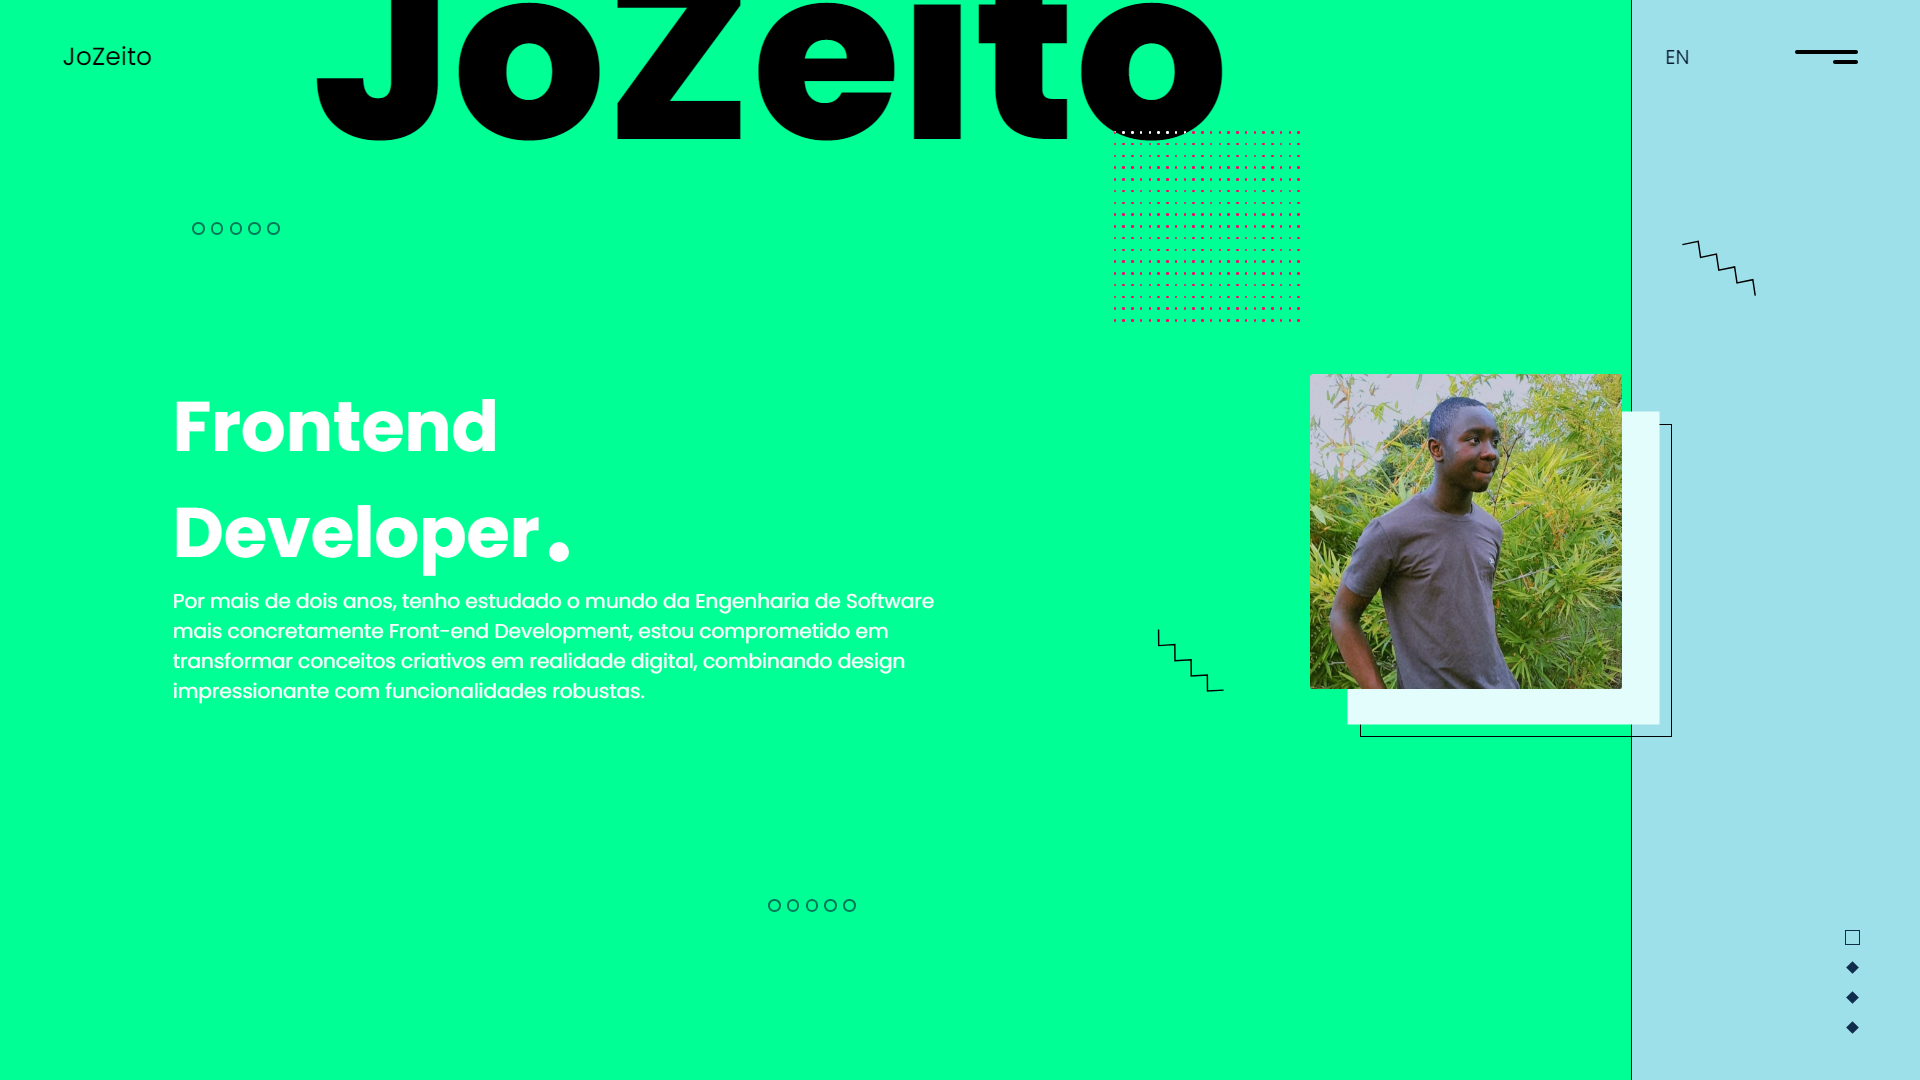 JoZeito
JoZeito
EN
Frontend
Developer.
Por mais de dois anos, tenho estudado o mundo da Engenharia de Software
mais concretamente Front-end Development, estou comprometido em
transformar conceitos criativos em realidade digital, combinando design
impressionante com funcionalidades robustas.